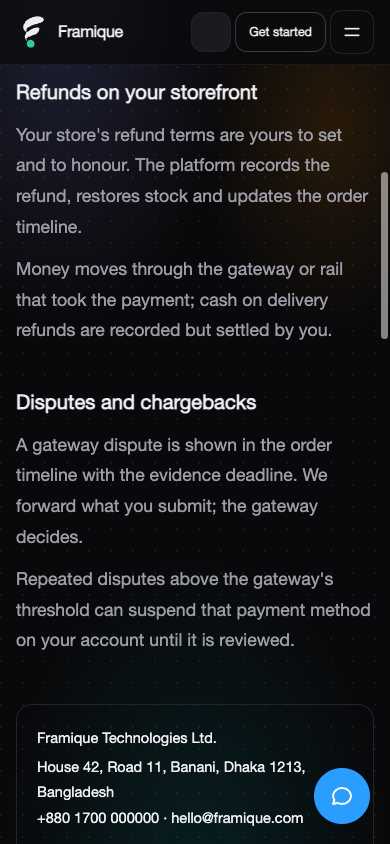 Framique
Get started
Refunds on your storefront
Your store's refund terms are yours to set
and to honour. The platform records the
refund, restores stock and updates the order
timeline.
Money moves through the gateway or rail
that took the payment; cash on delivery
refunds are recorded but settled by you.
Disputes and chargebacks
A gateway dispute is shown in the order
timeline with the evidence deadline. We
forward what you submit; the gateway
decides.
Repeated disputes above the gateway's
threshold can suspend that payment method
on your account until it is reviewed.
Framique Technologies Ltd.
House 42, Road 11, Banani, Dhaka 1213,
Bangladesh
+880 1700 000000 · hello@framique.com